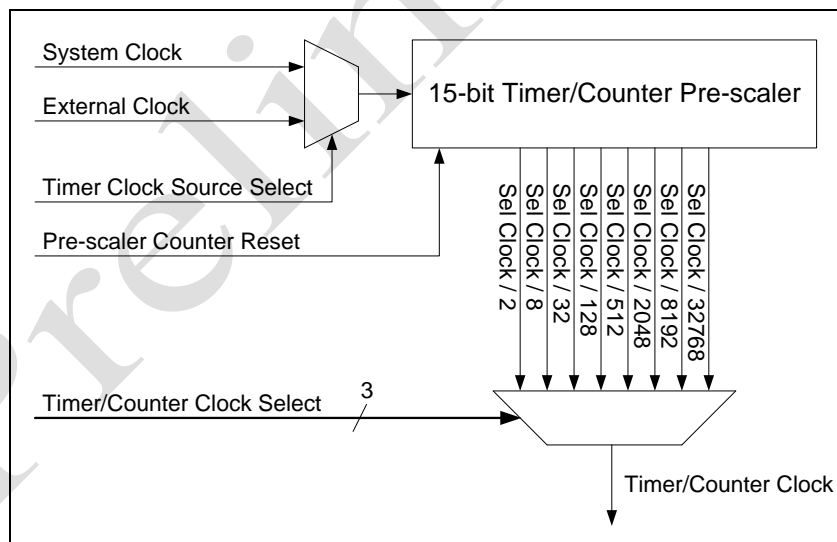 System Clock
External Clock
15-bit Timer/Counter Pre-scaler
Timer Clock Source Select
Pre-scaler Counter Reset
Sel Clock / 2
Sel Clock / 8
Sel Clock / 32
Sel Clock / 128
Sel Clock / 512
Sel Clock / 2048
Sel Clock / 8192
Sel Clock / 32768
Timer/Counter Clock Select
3
Timer/Counter Clock
Prelim